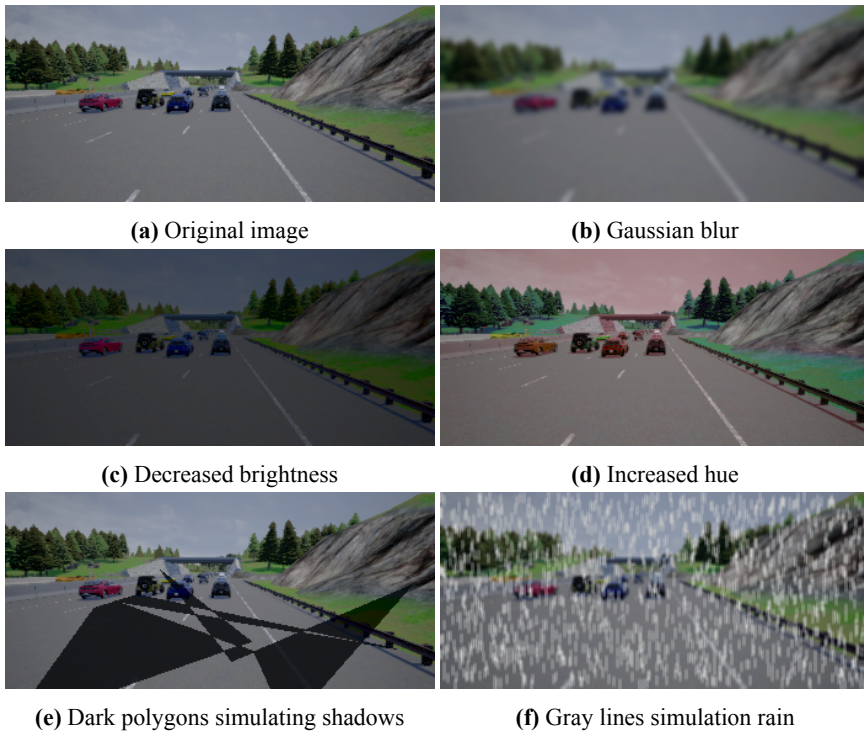 (a) Original image
(b) Gaussian blur
(c) Decreased brightness
(d) Increased hue
(e) Dark polygons simulating shadows
(f) Gray lines simulation rain